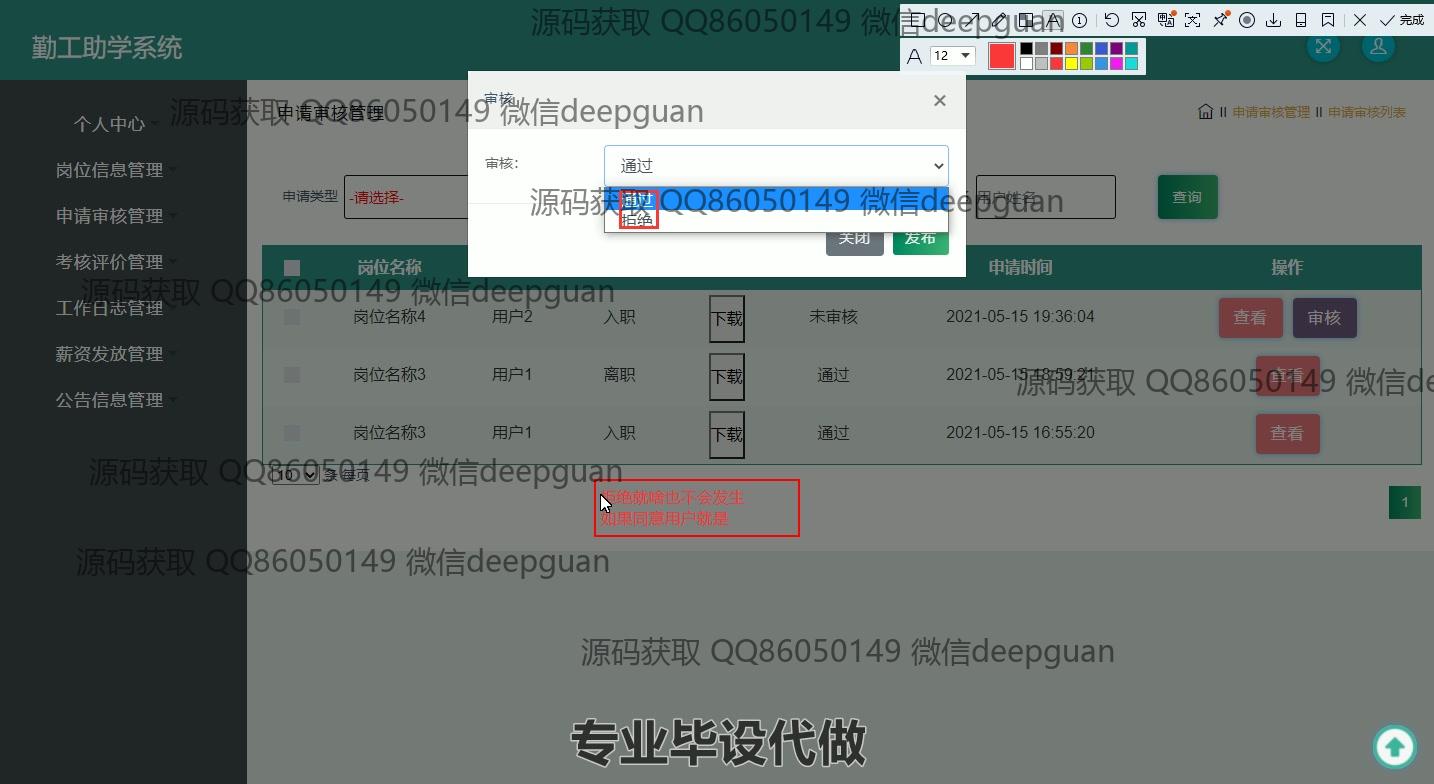 源码获取 QQ86050149 微信deepguan
完成
勤工助学系统
12
审核
×
源码获取 QQ86050149 微信deepguan
申请审核管理
申请审核管理 II 申请审核列表
个人中心
岗位信息管理
申请审核管理
考核评价管理
工作日志管理
薪资发放管理
公告信息管理
审核：
通过
通过
拒绝
申请类型
-请选择-
用户姓名
查询
源码获取 QQ86050149 微信deepguan
关闭
发布
岗位名称
申请时间
操作
源码获取 QQ86050149 微信deepguan
岗位名称4 用户2 入职 下载 未审核 2021-05-15 19:36:04 查看 审核
岗位名称3 用户1 离职 下载 通过 2021-05-15 18:59:21 查看
源码获取 QQ86050149 微信de
岗位名称3 用户1 入职 下载 通过 2021-05-15 16:55:20 查看
10 条 每页
源码获取 QQ86050149 微信deepguan
拒绝就啥也不会发生
如果同意用户就是
1
源码获取 QQ86050149 微信deepguan
源码获取 QQ86050149 微信deepguan
专业毕设代做